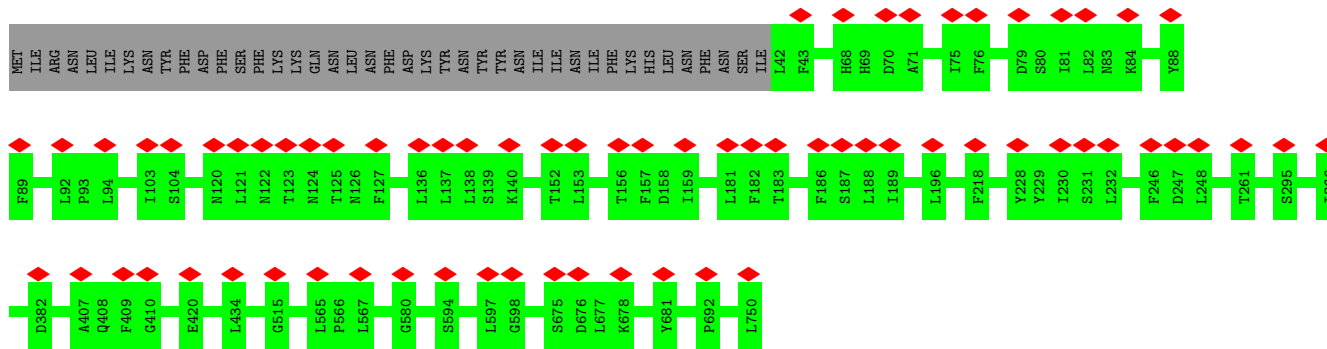 MET ILE ARG ASN LEU ILE LYS ASN TYR PHE ASP PHE SER PHE LYS LYS GLN ASN LEU ASN PHE ASP LYS TYR ASN TYR TYR ASN ILE ILE ASN ILE PHE LYS HIS LEU ASN PHE ASN SER ILE L42 F43 H68 H69 D70 A71 I75 F76 D79 S80 I81 L82 N83 K84 Y88
F89 L92 P93 L94 I103 S104 N120 L121 N122 T123 N124 T125 N126 F127 L136 L137 L138 S139 K140 T152 L153 T156 F157 D158 I159 L181 F182 T183 F186 S187 L188 I189 L196 F218 Y228 Y229 I230 S231 L232 F246 D247 L248 T261 S295
D382 A407 Q408 F409 G410 E420 L434 G515 L565 P566 L567 G580 S594 L597 G598 S675 D676 L677 K678 Y681 P692 L750